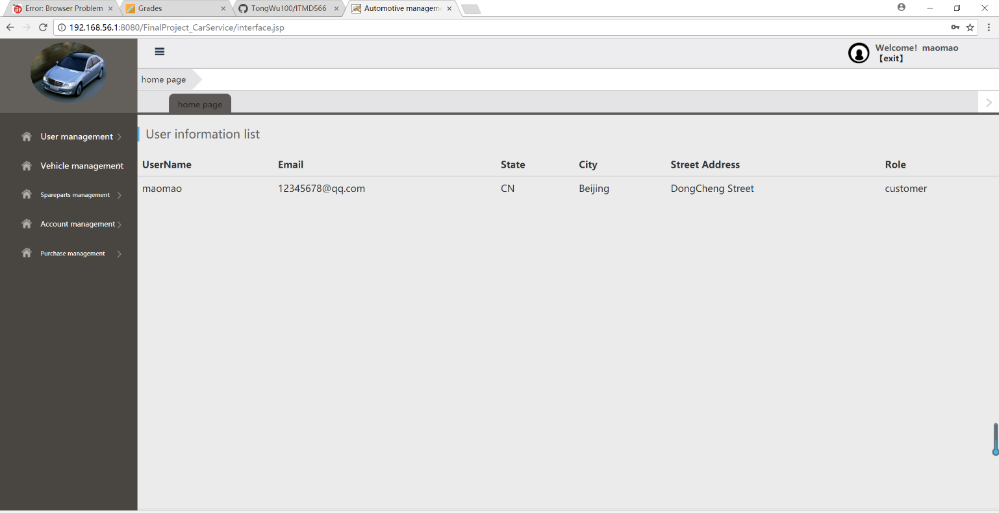 Error: Browser Problem
Grades
TongWu100/ITMD566
Automotive managem
192.168.56.1:8080/FinalProject_CarService/interface.jsp
Welcome! maomao
【exit】
home page
home page
User management
Vehicle management
Spareparts management
Account management
Purchase management
User information list
UserName Email State City Street Address Role
maomao 12345678@qq.com CN Beijing DongCheng Street customer